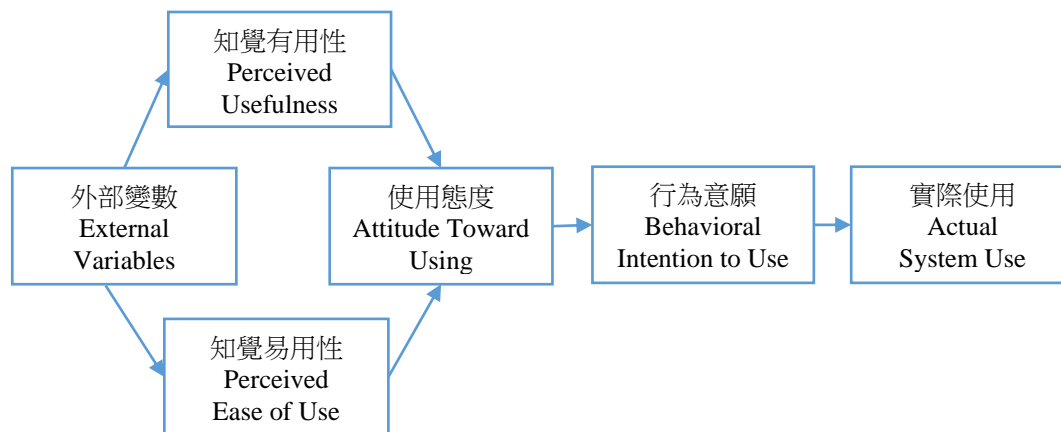 知覺有用性
Perceived
Usefulness
外部變數
External
Variables
使用態度
Attitude Toward
Using
行為意願
Behavioral
Intention to Use
實際使用
Actual
System Use
知覺易用性
Perceived
Ease of Use